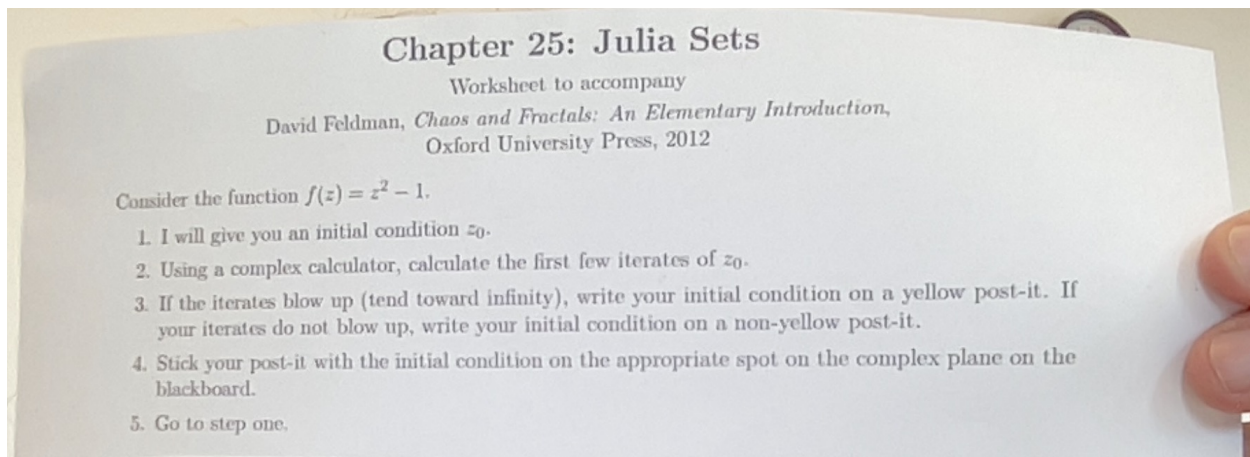 Chapter 25: Julia Sets
Worksheet to accompany
David Feldman, Chaos and Fractals: An Elementary Introduction,
Oxford University Press, 2012
Consider the function f(z) = z² − 1.
1. I will give you an initial condition z₀.
2. Using a complex calculator, calculate the first few iterates of z₀.
3. If the iterates blow up (tend toward infinity), write your initial condition on a yellow post-it. If
your iterates do not blow up, write your initial condition on a non-yellow post-it.
4. Stick your post-it with the initial condition on the appropriate spot on the complex plane on the
blackboard.
5. Go to step one.